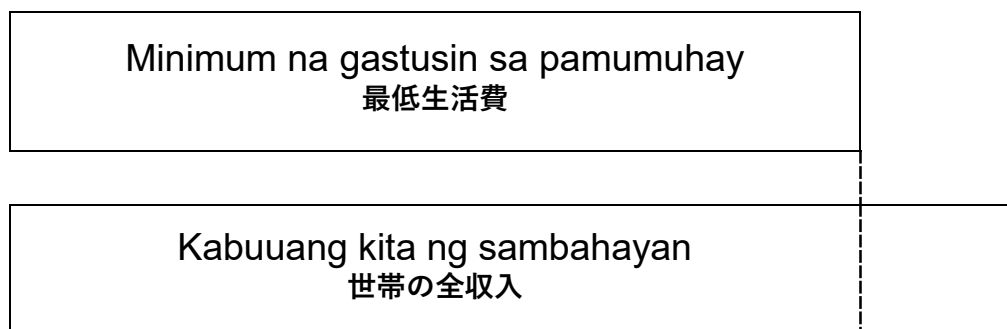 Minimum na gastusin sa pamumuhay
最低生活費
Kabuuang kita ng sambahayan
世帯の全収入